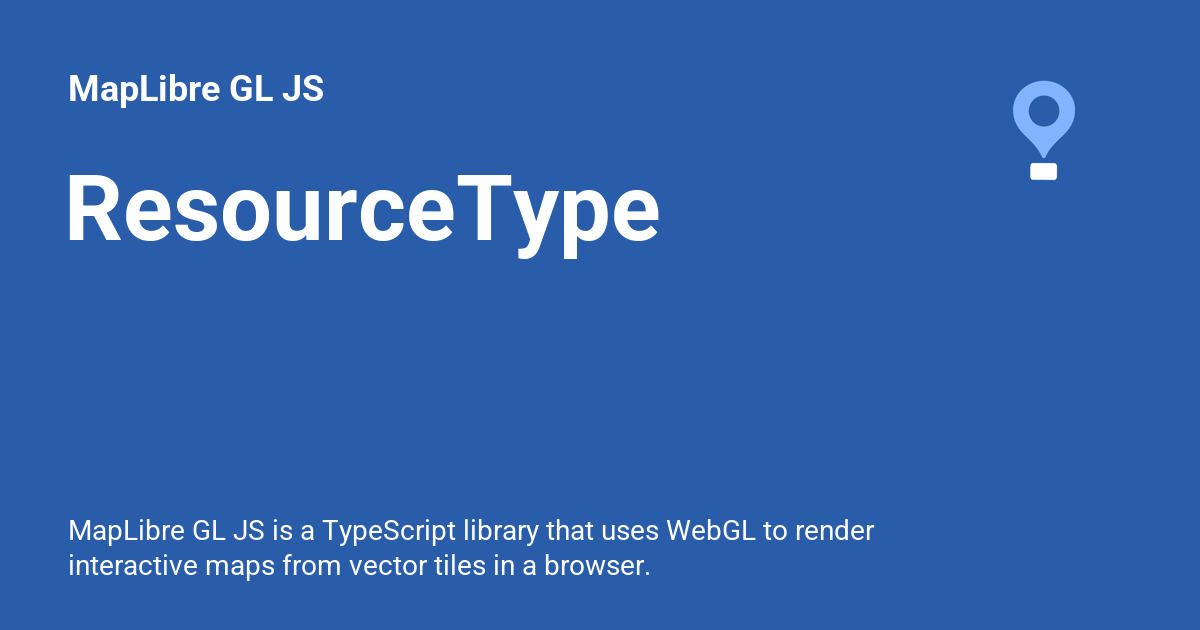 MapLibre GL JS
ResourceType
MapLibre GL JS is a TypeScript library that uses WebGL to render
interactive maps from vector tiles in a browser.